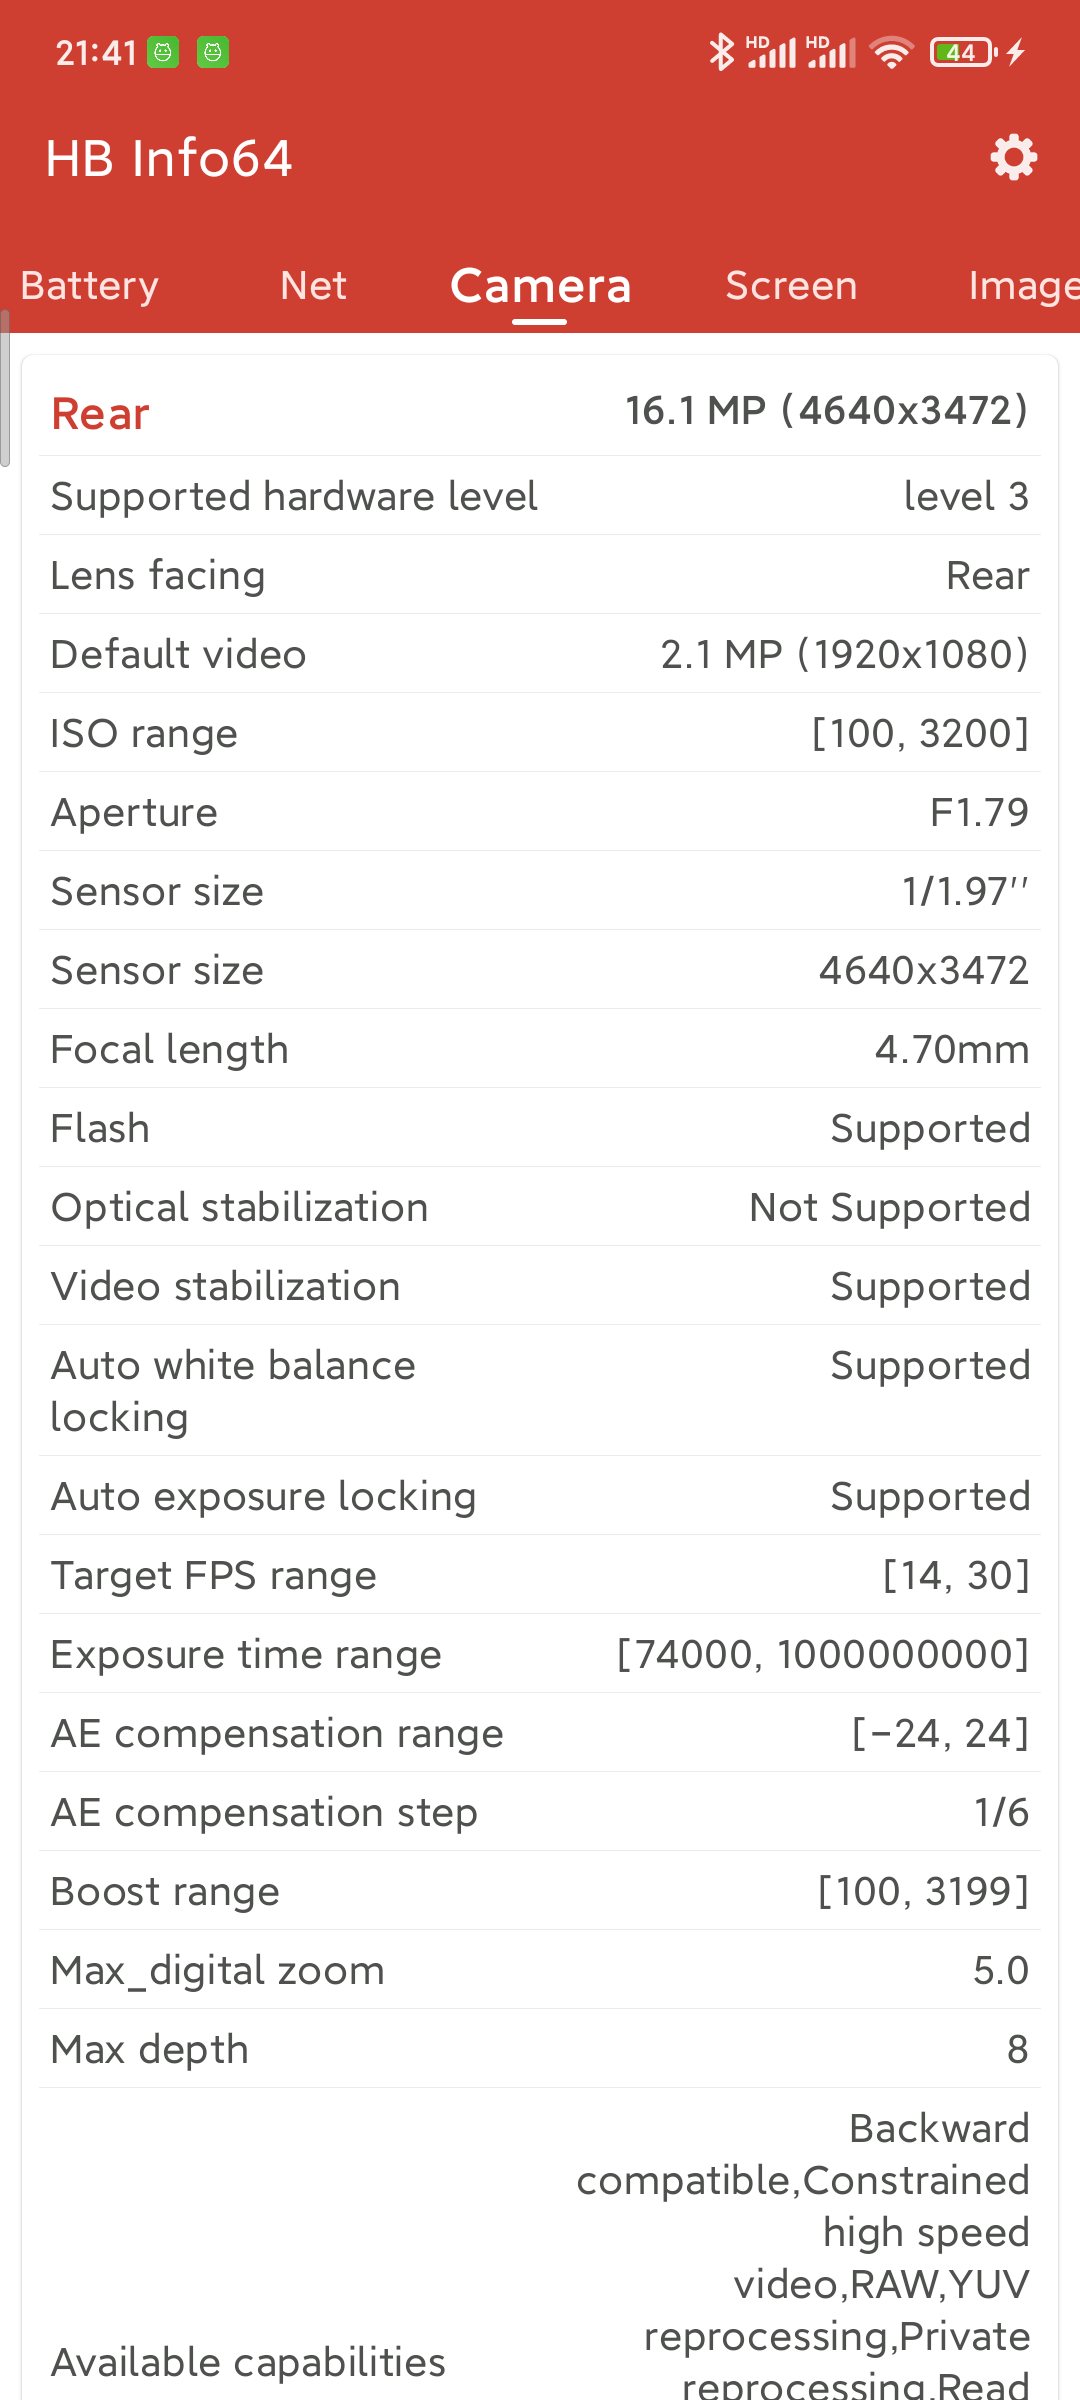 21:41 HD HD 44
HB Info64
Battery Net Camera Screen Image
Rear 16.1 MP (4640x3472)
Supported hardware level level 3
Lens facing Rear
Default video 2.1 MP (1920x1080)
ISO range [100, 3200]
Aperture F1.79
Sensor size 1/1.97''
Sensor size 4640x3472
Focal length 4.70mm
Flash Supported
Optical stabilization Not Supported
Video stabilization Supported
Auto white balance Supported
locking
Auto exposure locking Supported
Target FPS range [14, 30]
Exposure time range [74000, 1000000000]
AE compensation range [-24, 24]
AE compensation step 1/6
Boost range [100, 3199]
Max_digital zoom 5.0
Max depth 8
Backward
compatible,Constrained
high speed
video,RAW,YUV
reprocessing,Private
Available capabilities
reprocessing,Read